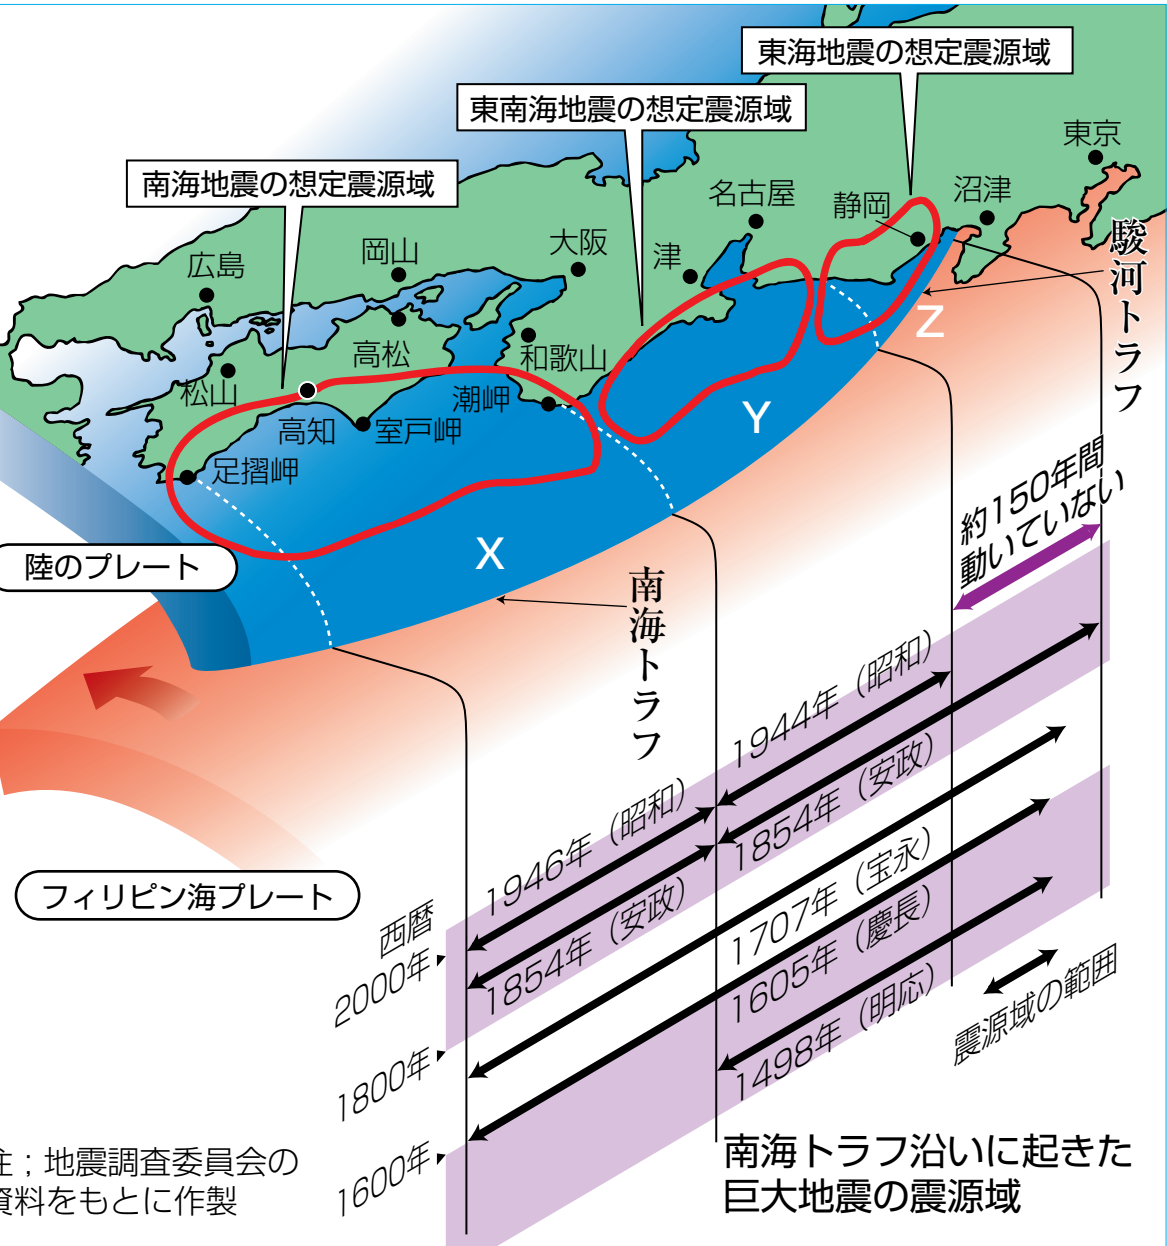 東海地震の想定震源域
東南海地震の想定震源域
南海地震の想定震源域
東京
沼津
静岡
名古屋
津
大阪
岡山
広島
和歌山
高松
松山
潮岬
高知
室戸岬
足摺岬
駿河トラフ
Z
Y
X
陸のプレート
南海トラフ
約150年間
動いていない
フィリピン海プレート
1944年（昭和）
1946年（昭和）
1854年（安政）
1854年（安政）
1707年（宝永）
1605年（慶長）
1498年（明応）
西暦
2000年
1800年
1600年
震源域の範囲
注；地震調査委員会の
資料をもとに作製
南海トラフ沿いに起きた
巨大地震の震源域